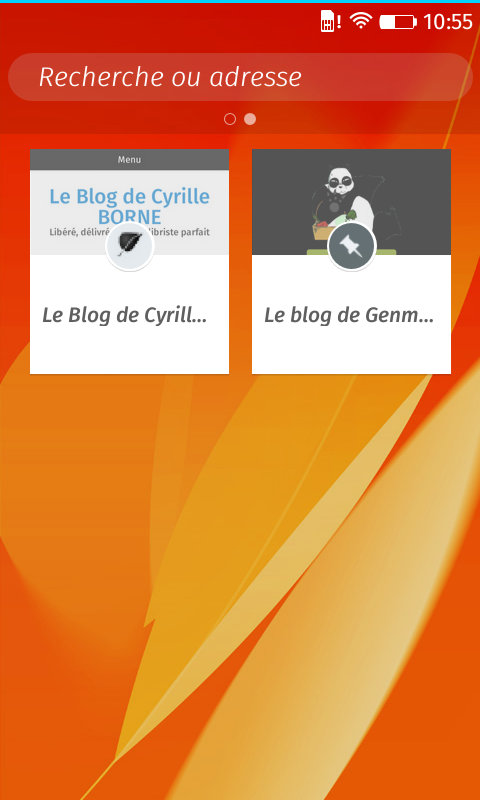 10:55
Recherche ou adresse
Menu
Le Blog de Cyrille
BORNE
Libéré, délivré libriste parfait
Le Blog de Cyrill...
Le blog de Genm...